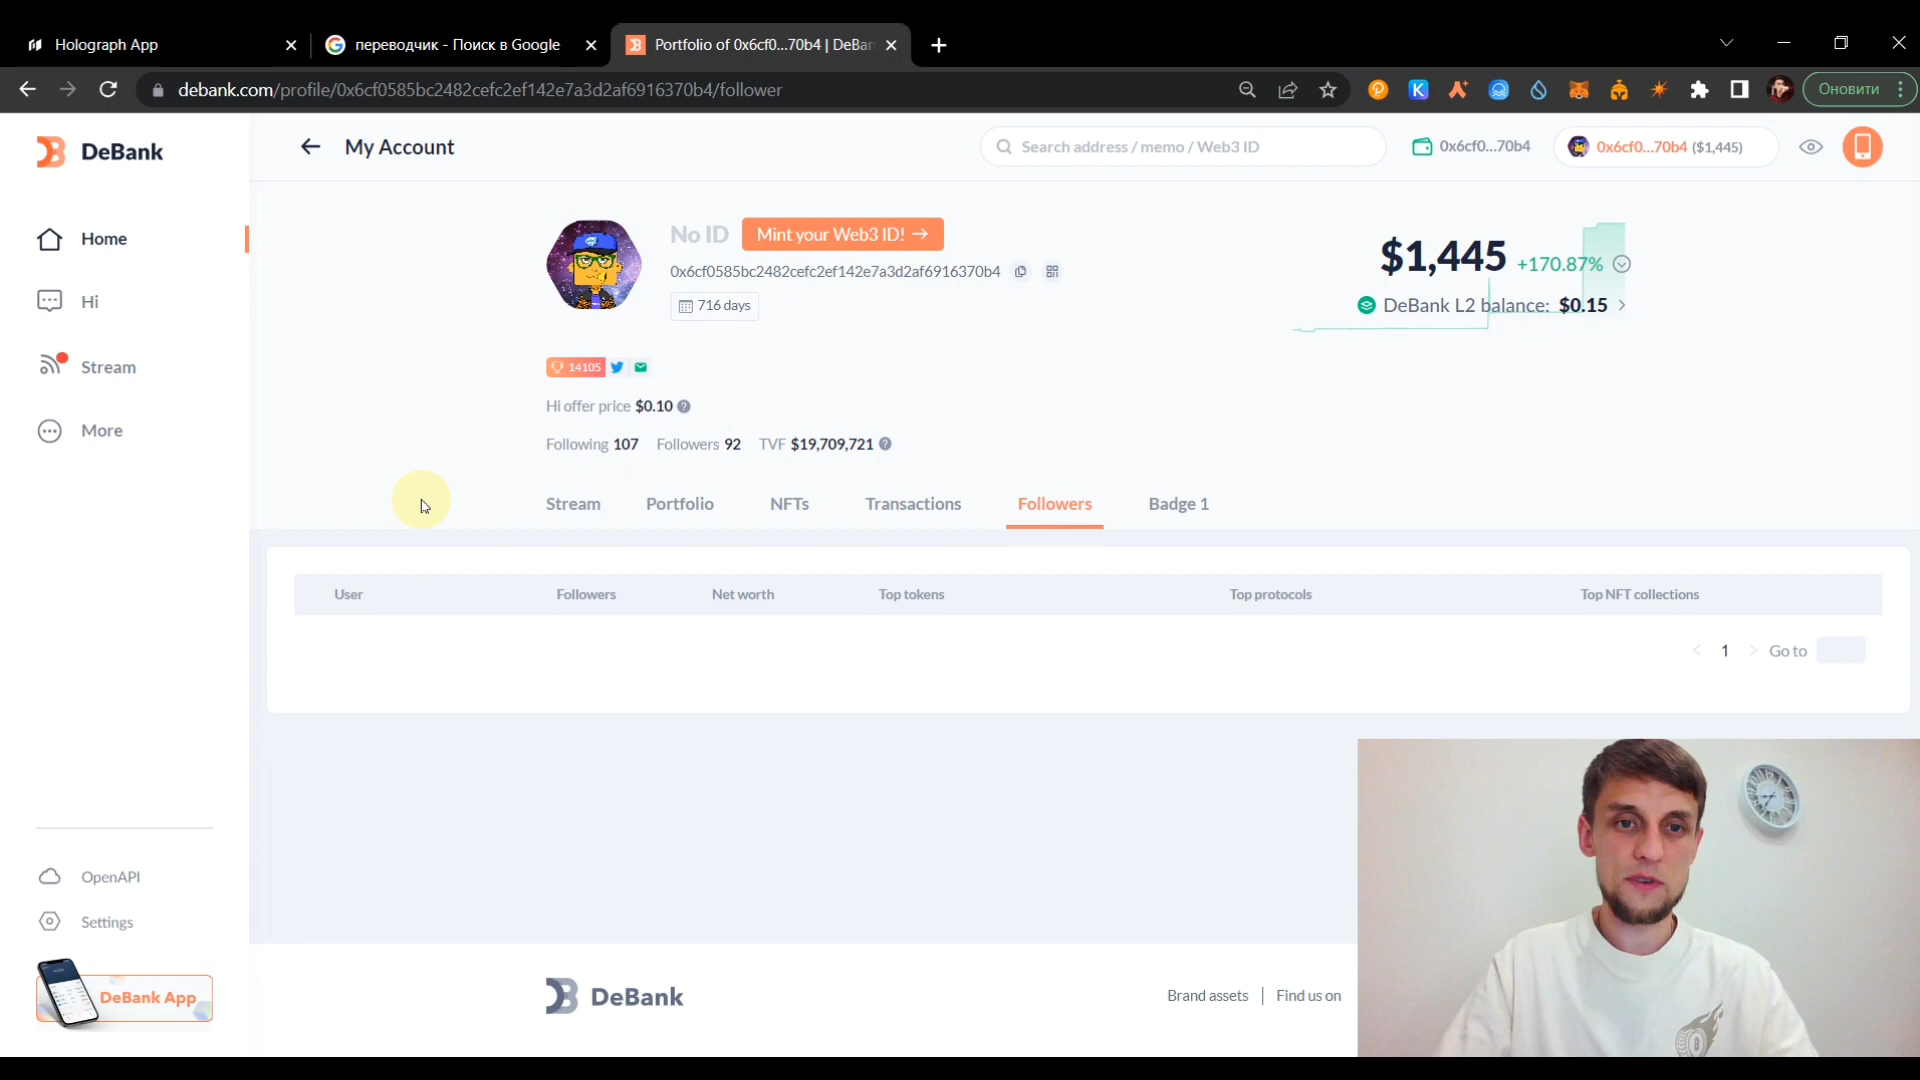 Holograph App
переводчик - Поиск в Google
Portfolio of 0x6cf0...70b4 | DeBan
debank.com/profile/0x6cf0585bc2482cefc2ef142e7a3d2af6916370b4/follower
Оновити
DeBank
My Account
Search address / memo / Web3 ID
0x6cf0...70b4
0x6cf0...70b4 ($1,445)
Home
Hi
Stream
More
No ID
Mint your Web3 ID! →
0x6cf0585bc2482cefc2ef142e7a3d2af6916370b4
716 days
$1,445 +170.87%
DeBank L2 balance: $0.15
14105
Hi offer price $0.10
Following 107 Followers 92 TVF $19,709,721
Stream Portfolio NFTs Transactions Followers Badge 1
User Followers Net worth Top tokens Top protocols Top NFT collections
< 1 > Go to
OpenAPI
Settings
DeBank App
DeBank
Brand assets | Find us on